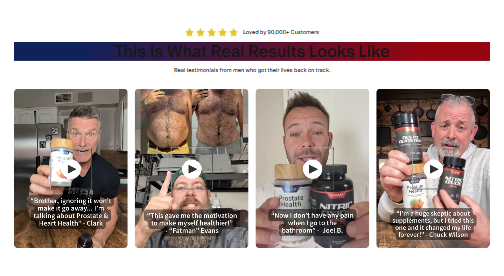 Loved by 90,000+ Customers
This Is What Real Results Looks Like
Real testimonials from men who got their lives back on track.
Prostate
Health
NITRIC
"Brother, ignoring it won't
make it go away... I'm
talking about Prostate &
Heart Health" - Clark
"This gave me the motivation
to make myself healthier!"
"Fatman" Evans
"Now I don't have any pain
when I go to the
bathroom" - Joel B.
"I'm a huge skeptic about
supplements, but I tried this
one and it changed my life
forever!" - Chuck Wilson